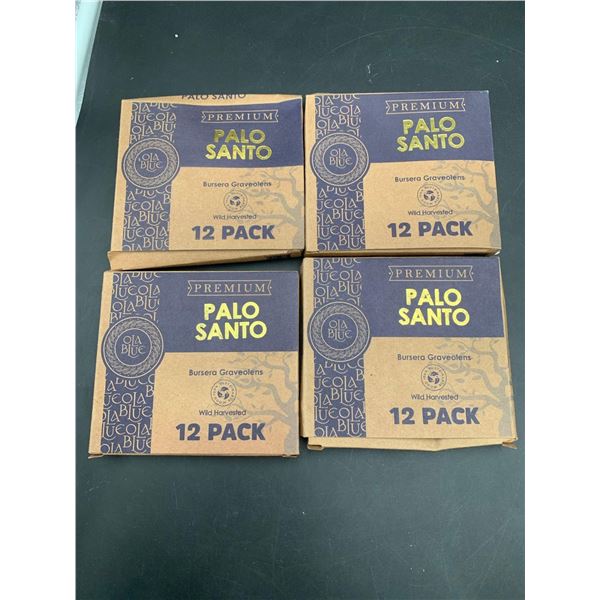 PALO SANTO
PREMIUM
PALO
SANTO
OLA
BLUE
Bursera Graveolens
Wild Harvested
12 PACK
PREMIUM
PALO
SANTO
OLA
BLUE
Bursera Graveolens
Wild Harvested
12 PACK
PREMIUM
PALO
SANTO
OLA
BLUE
Bursera Graveolens
Wild Harvested
12 PACK
PREMIUM
PALO
SANTO
OLA
BLUE
Bursera Graveolens
Wild Harvested
12 PACK